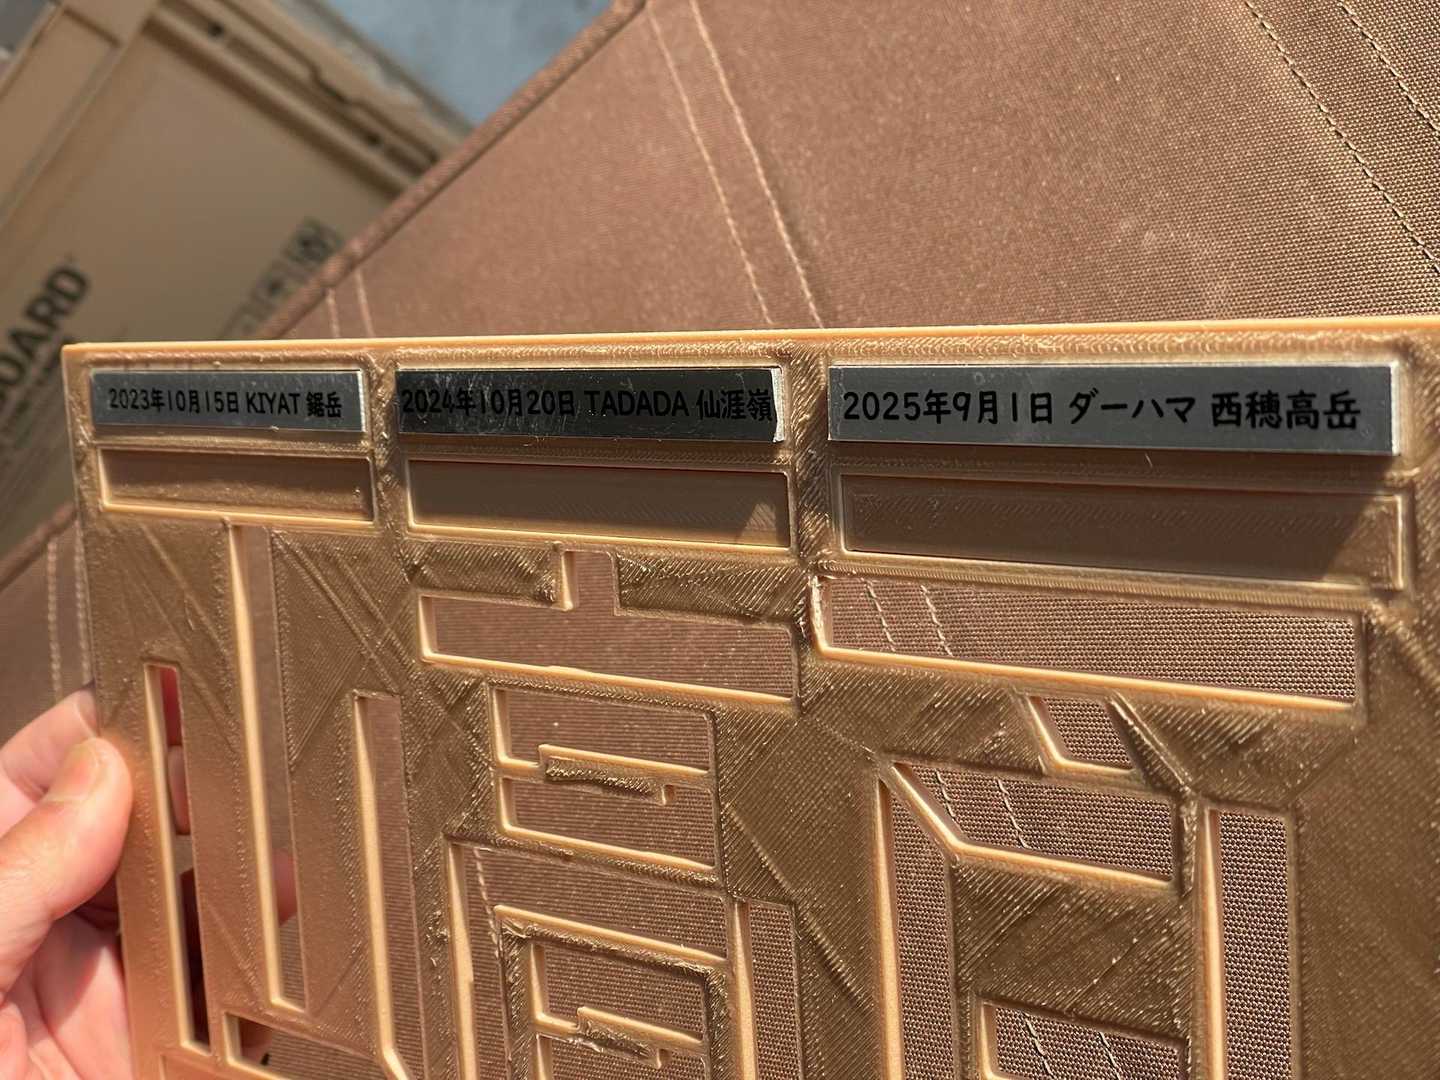 2023年10月15日 KIYAT 鋸岳
2024年10月20日 TADADA 仙涯嶺
2025年9月1日 ダーハマ 西穂高岳
山高